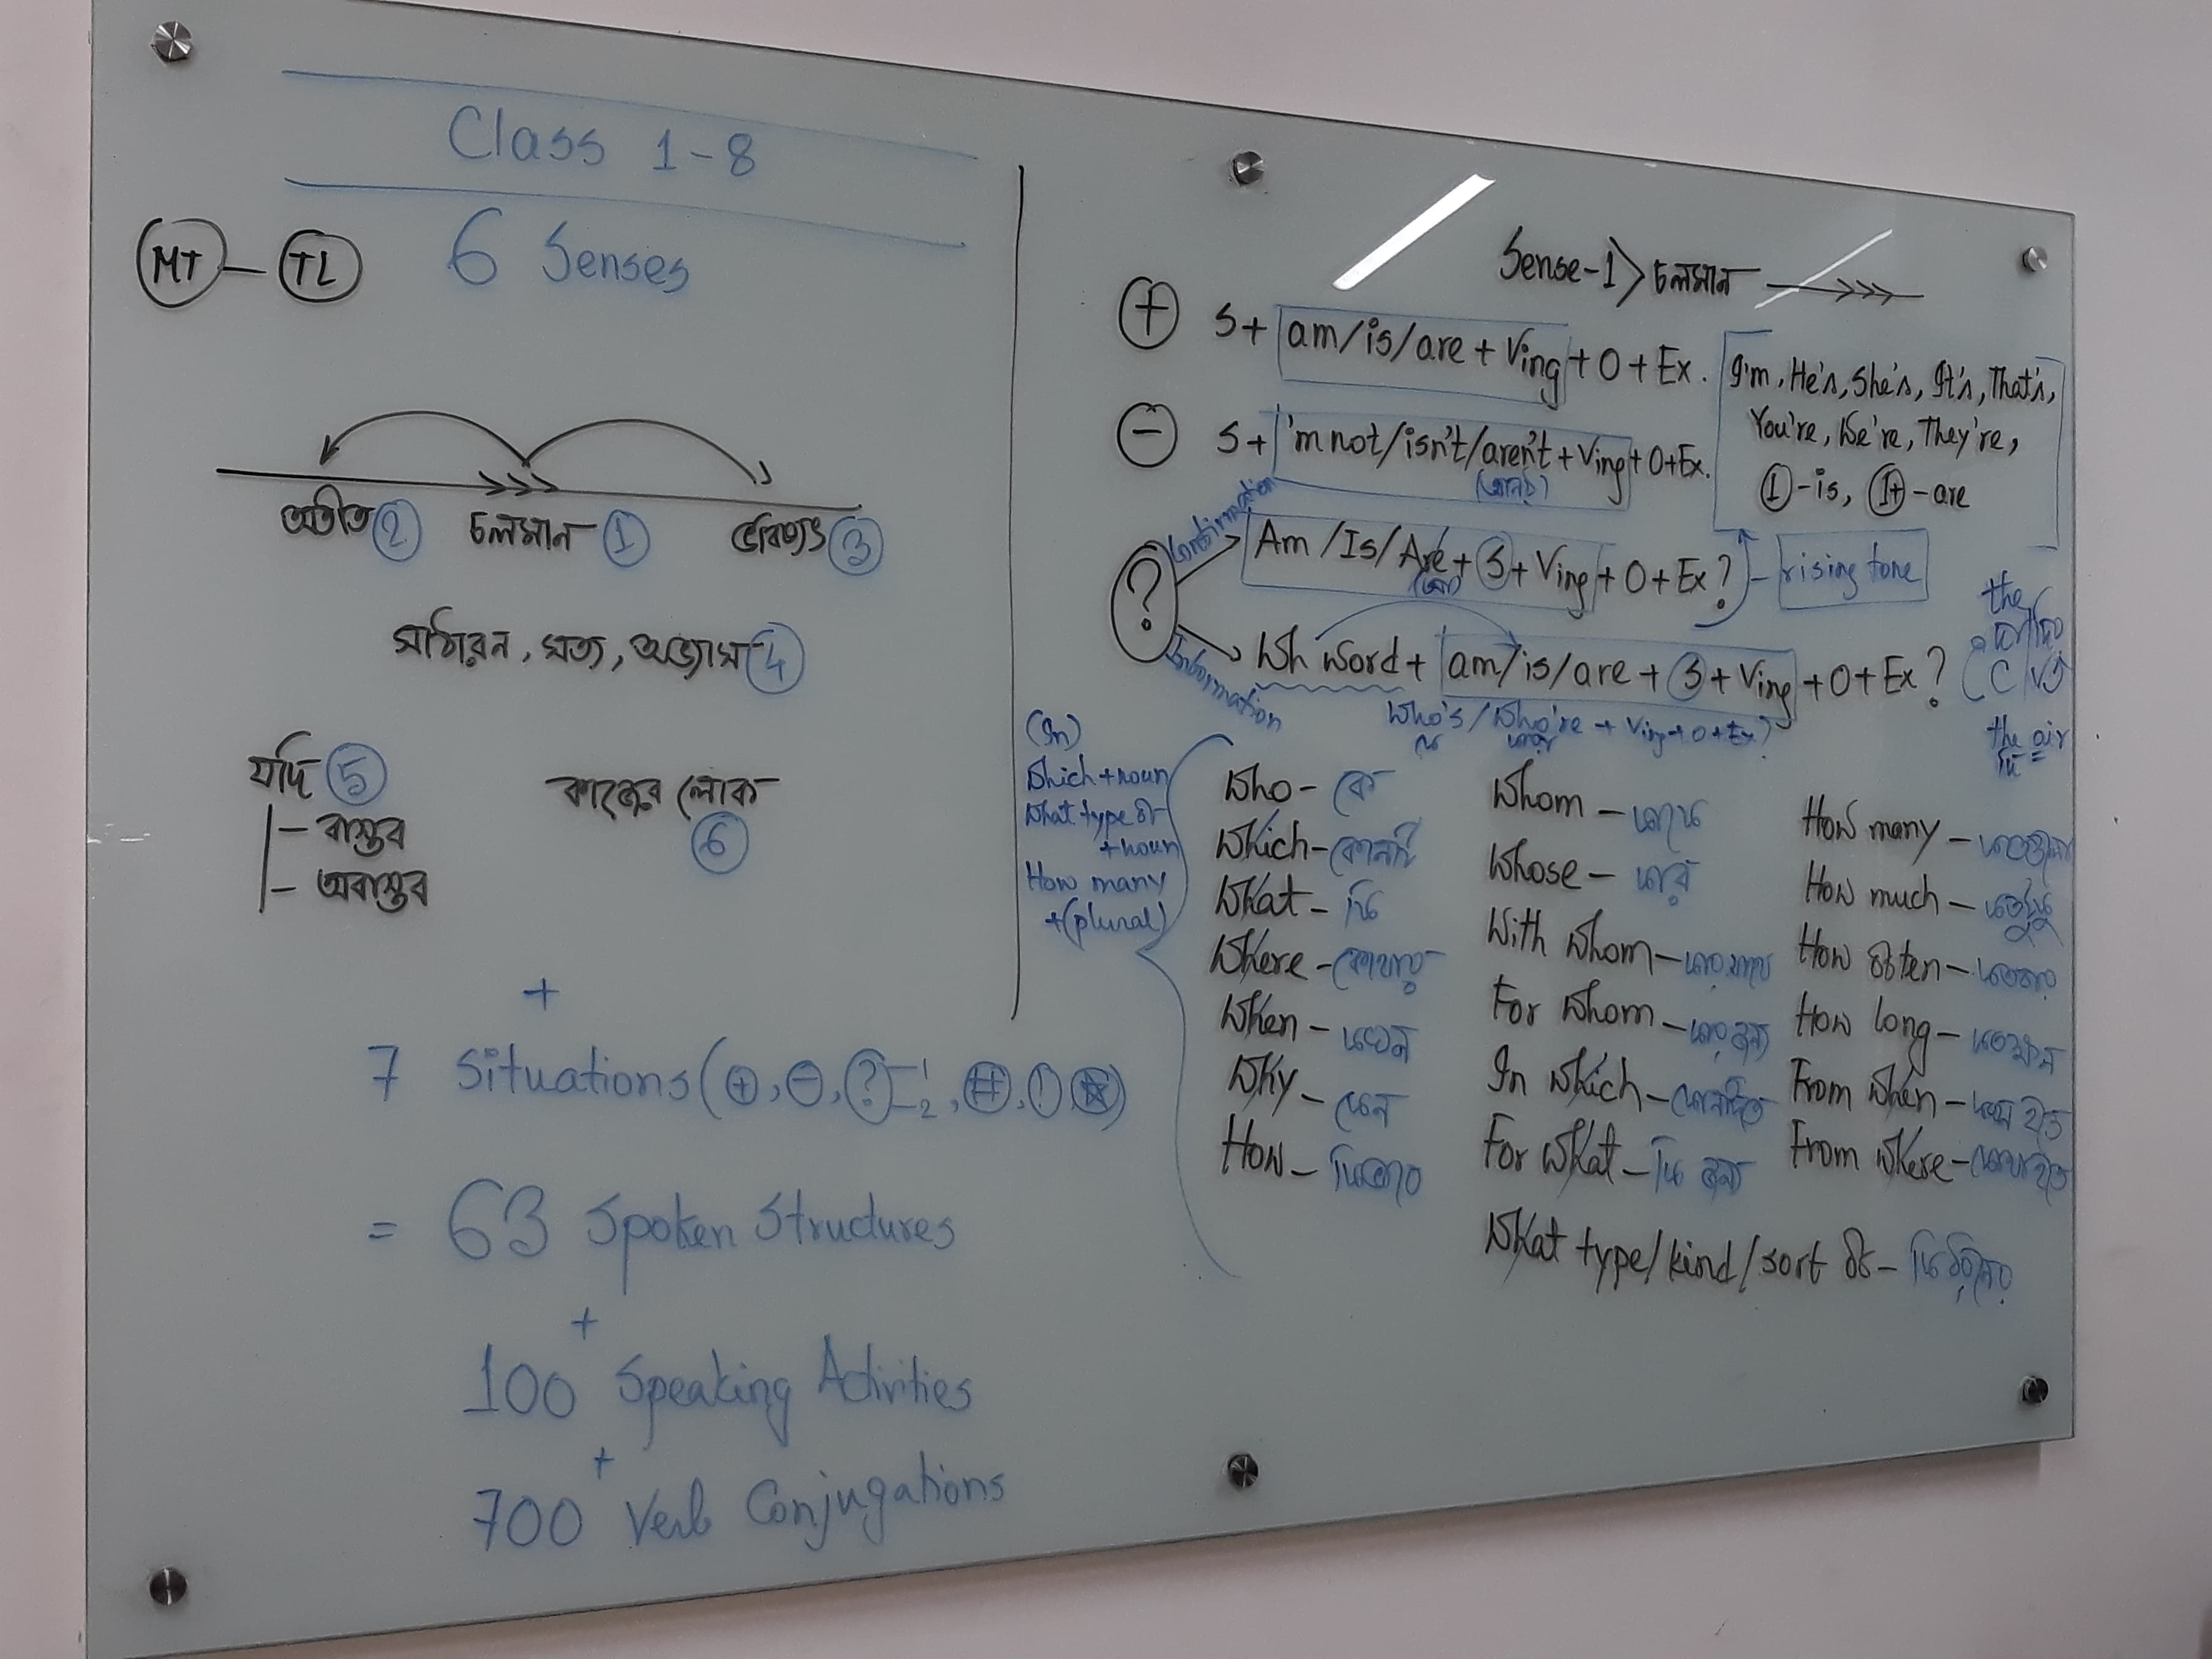 Class 1-8
MT - TL 6 Senses
অতীত 2 চলমান 1 ভবিষ্যৎ 3
সাধারন, সত্য, অভ্যাস 4
যদি 5
- বাস্তব
- অবাস্তব
কাজের লোক
6
+
7 Situations (+, -, ? -1 -2, #, !, *)
= 63 Spoken Structures
+
100 Speaking Activities
+
700 Verb Conjugations
Sense-1 > চলমান
+ S + am/is/are + Ving + O + Ex.
- S + 'm not/isn't/aren't + Ving + O + Ex.
I'm, He's, She's, It's, That's,
You're, We're, They're,
1 - is, 1+ - are
?
Confirmation
Am/Is/Are + S + Ving + O + Ex? - rising tone
Information
Wh word + am/is/are + S + Ving + O + Ex?
Who's/Who're + Ving + O + Ex?
the
C V
the air
(In)
Which + noun
What type of
+ noun
How many
+ (plural)
Who - কে
Which - কোনটি
What - কি
Where - কোথায়
When - কখন
Why - কেন
How - কিভাবে
Whom - কাকে
Whose - কার
With whom - কার সাথে
For whom - কার জন্য
In which - কোনটিতে
For what - কি জন্য
What type/kind/sort of - কি ধরনের
How many - কতগুলো
How much - কতটুকু
How often - কতবার
How long - কতক্ষন
From when - কখন হতে
From where - কোথা হতে